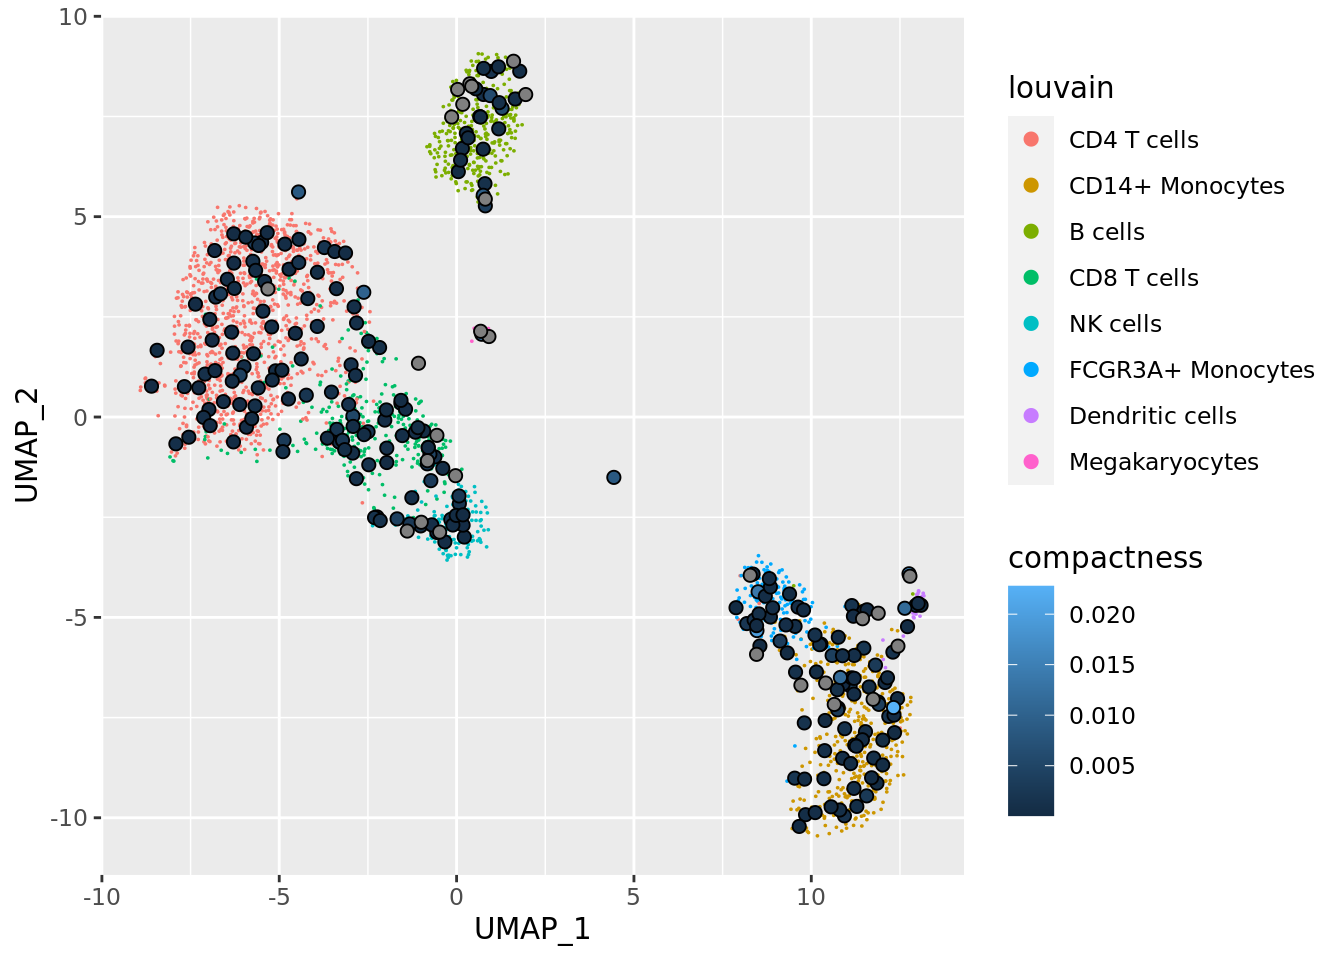 louvain
CD4 T cells
CD14+ Monocytes
B cells
CD8 T cells
NK cells
FCGR3A+ Monocytes
Dendritic cells
Megakaryocytes
compactness
0.020
0.015
0.010
0.005
UMAP_2
10
5
0
-5
-10
-10 -5 0 5 10
UMAP_1